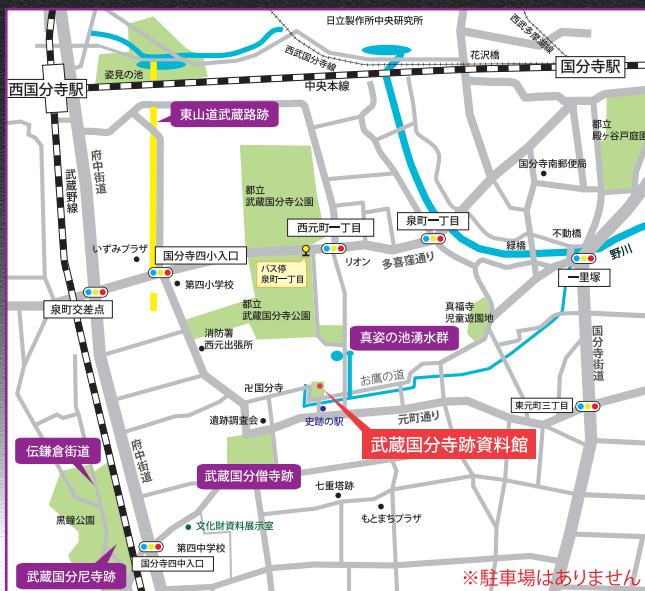 日立製作所中央研究所
西武多摩湖線
西武国分寺線
花沢橋
国分寺駅
姿見の池
中央本線
西国分寺駅
東山道武蔵路跡
都立
殿ヶ谷戸庭園
府中街道
武蔵野線
国分寺南郵便局
都立
武蔵国分寺公園
西元町一丁目
泉町一丁目
不動橋
いずみプラザ
国分寺四小入口
リオン
多喜窪通り
緑橋
野川
バス停
泉町一丁目
第四小学校
一里塚
泉町交差点
都立
武蔵国分寺公園
真福寺
児童遊園地
消防署
西元出張所
真姿の池湧水群
国分寺街道
お鷹の道
卍国分寺
東元町三丁目
遺跡調査会
史跡の駅
元町通り
府中街道
武蔵国分寺跡資料館
伝鎌倉街道
武蔵国分僧寺跡
七重塔跡
黒鐘公園
文化財資料展示室
もとまちプラザ
第四中学校
国分寺四中入口
武蔵国分尼寺跡
※駐車場はありません